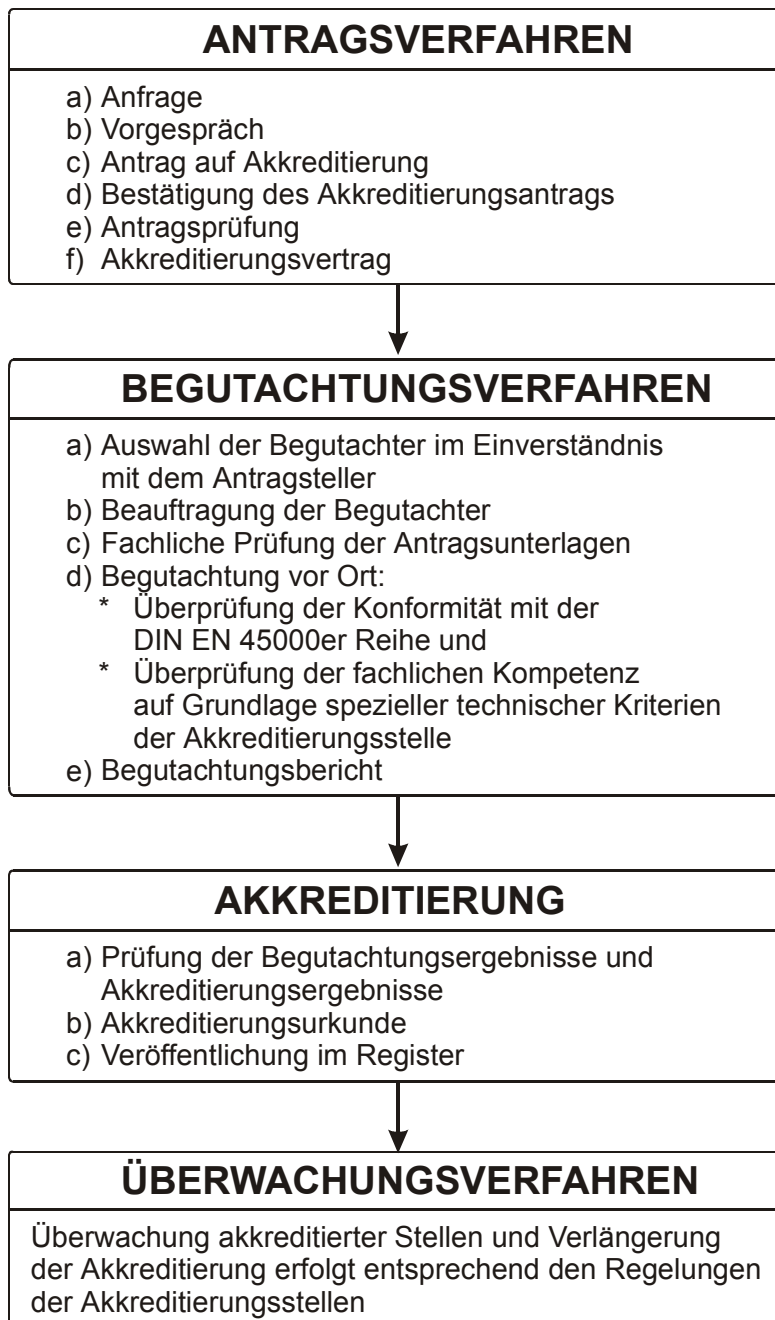 ANTRAGSVERFAHREN
a) Anfrage
b) Vorgespräch
c) Antrag auf Akkreditierung
d) Bestätigung des Akkreditierungsantrags
e) Antragsprüfung
f) Akkreditierungsvertrag
BEGUTACHTUNGSVERFAHREN
a) Auswahl der Begutachter im Einverständnis
mit dem Antragsteller
b) Beauftragung der Begutachter
c) Fachliche Prüfung der Antragsunterlagen
d) Begutachtung vor Ort:
* Überprüfung der Konformität mit der
DIN EN 45000er Reihe und
* Überprüfung der fachlichen Kompetenz
auf Grundlage spezieller technischer Kriterien
der Akkreditierungsstelle
e) Begutachtungsbericht
AKKREDITIERUNG
a) Prüfung der Begutachtungsergebnisse und
Akkreditierungsergebnisse
b) Akkreditierungsurkunde
c) Veröffentlichung im Register
ÜBERWACHUNGSVERFAHREN
Überwachung akkreditierter Stellen und Verlängerung
der Akkreditierung erfolgt entsprechend den Regelungen
der Akkreditierungsstellen